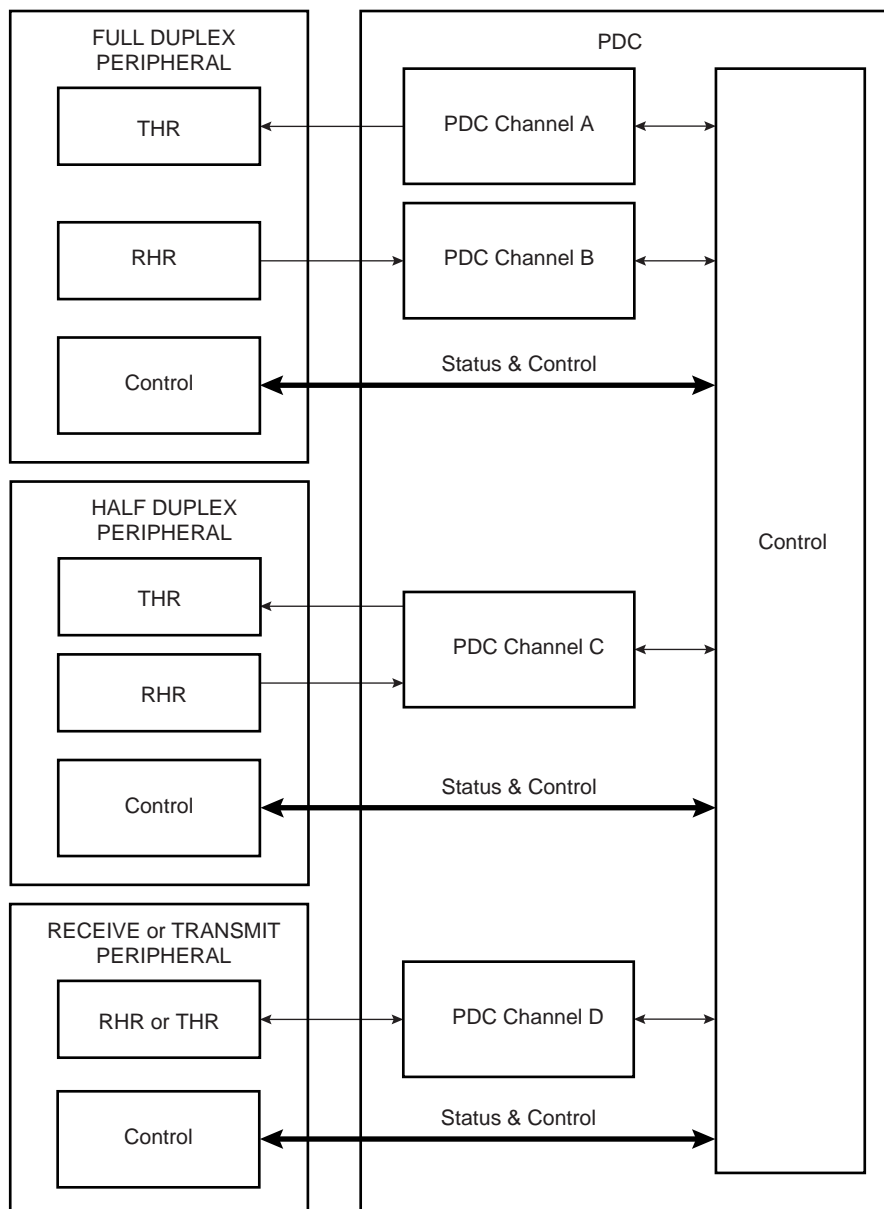 FULL DUPLEX
PERIPHERAL
THR
RHR
Control
PDC
PDC Channel A
PDC Channel B
Status & Control
HALF DUPLEX
PERIPHERAL
THR
RHR
Control
PDC Channel C
Status & Control
Control
RECEIVE or TRANSMIT
PERIPHERAL
RHR or THR
Control
PDC Channel D
Status & Control